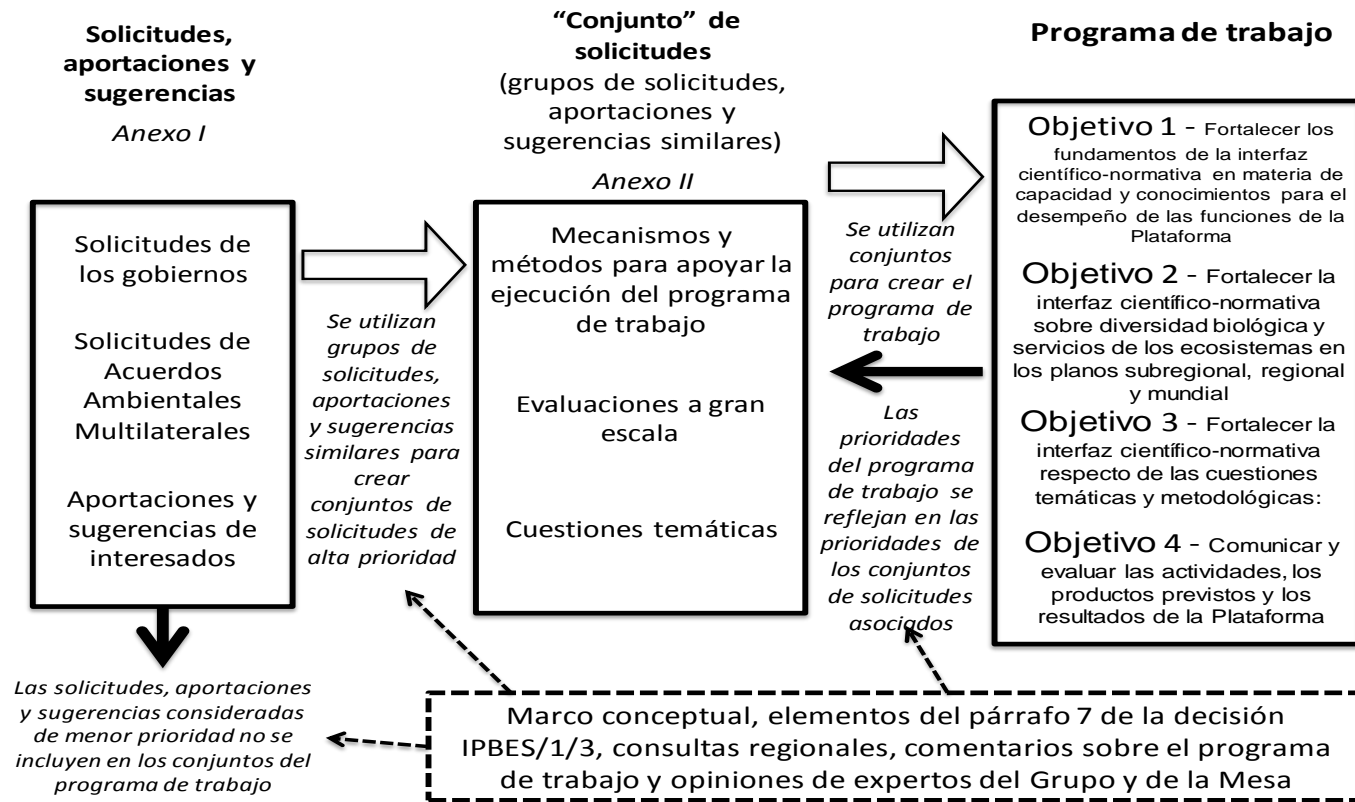 Solicitudes,
aportaciones y
sugerencias
Anexo I
Solicitudes de
los gobiernos
Solicitudes de
Acuerdos
Ambientales
Multilaterales
Aportaciones y
sugerencias de
interesados
Las solicitudes, aportaciones
y sugerencias consideradas
de menor prioridad no se
incluyen en los conjuntos del
programa de trabajo
Se utilizan
grupos de
solicitudes,
aportaciones
y sugerencias
similares para
crear
conjuntos de
solicitudes de
alta prioridad
“Conjunto” de
solicitudes
(grupos de solicitudes,
aportaciones y
sugerencias similares)
Anexo II
Mecanismos y
métodos para apoyar la
ejecución del programa
de trabajo
Evaluaciones a gran
escala
Cuestiones temáticas
Se utilizan
conjuntos
para crear el
programa de
trabajo
Las
prioridades
del programa
de trabajo se
reflejan en las
prioridades de
los conjuntos
de solicitudes
asociados
Programa de trabajo
Objetivo 1 - Fortalecer los
fundamentos de la interfaz
científico-normativa en materia de
capacidad y conocimientos para el
desempeño de las funciones de la
Plataforma
Objetivo 2 - Fortalecer la
interfaz científico-normativa
sobre diversidad biológica y
servicios de los ecosistemas en
los planos subregional, regional
y mundial
Objetivo 3 - Fortalecer la
interfaz científico-normativa
respecto de las cuestiones
temáticas y metodológicas:
Objetivo 4 - Comunicar y
evaluar las actividades, los
productos previstos y los
resultados de la Plataforma
Marco conceptual, elementos del párrafo 7 de la decisión
IPBES/1/3, consultas regionales, comentarios sobre el programa
de trabajo y opiniones de expertos del Grupo y de la Mesa